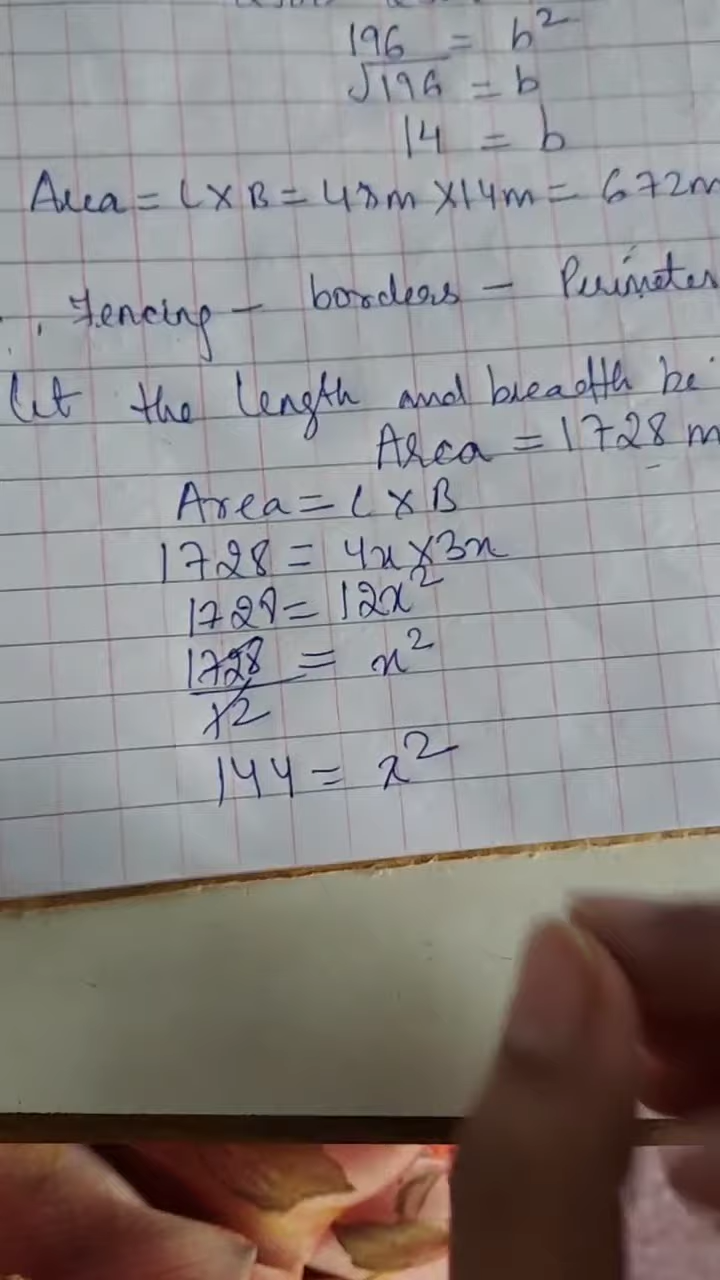 196 = b²
√196 = b
14 = b
Area = L×B = 48m ×14m = 672m
Fencing - borders - Perimeter
let the length and breadth be
Area = 1728 m
Area = L×B
1728 = 4x×3x
1728 = 12x²
1728/12 = x²
144 = x²